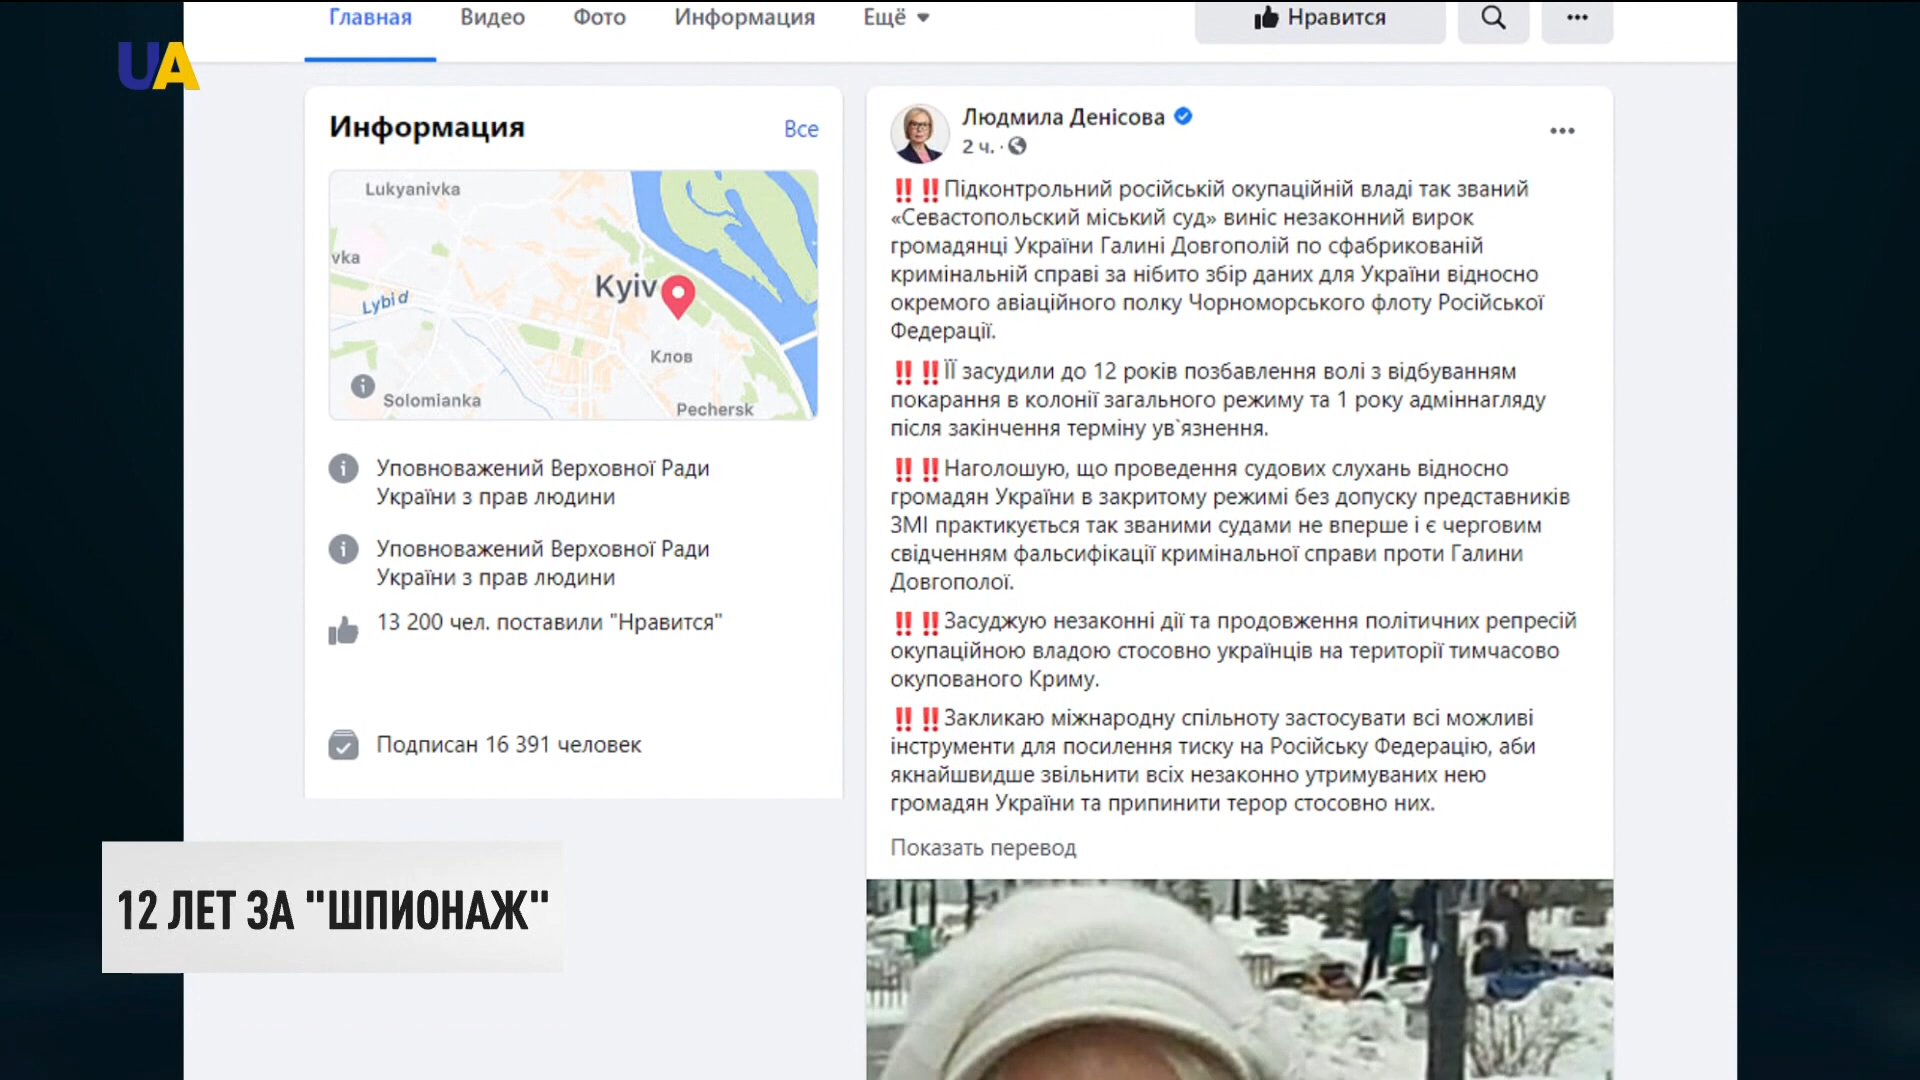 Главная Видео Фото Информация Ещё
Нравится
UA
Информация
Все
Lukyanivka
vka
Lybid
Kyiv
Клов
Solomianka
Pechersk
Уповноважений Верховної Ради
України з прав людини
Уповноважений Верховної Ради
України з прав людини
13 200 чел. поставили "Нравится"
Подписан 16 391 человек
Людмила Денісова
2 ч. ·
‼️‼️Підконтрольний російській окупаційній владі так званий
«Севастопольский міський суд» виніс незаконний вирок
громадянці України Галині Довгополій по сфабрикованій
кримінальній справі за нібито збір даних для України відносно
окремого авіаційного полку Чорноморського флоту Російської
Федерації.
‼️‼️ЇЇ засудили до 12 років позбавлення волі з відбуванням
покарання в колонії загального режиму та 1 року адміннагляду
після закінчення терміну ув`язнення.
‼️‼️Наголошую, що проведення судових слухань відносно
громадян України в закритому режимі без допуску представників
ЗМІ практикується так званими судами не вперше і є черговим
свідченням фальсифікації кримінальної справи проти Галини
Довгополої.
‼️‼️Засуджую незаконні дії та продовження політичних репресій
окупаційною владою стосовно українців на території тимчасово
окупованого Криму.
‼️‼️Закликаю міжнародну спільноту застосувати всі можливі
інструменти для посилення тиску на Російську Федерацію, аби
якнайшвидше звільнити всіх незаконно утримуваних нею
громадян України та припинити терор стосовно них.
Показать перевод
12 ЛЕТ ЗА "ШПИОНАЖ"